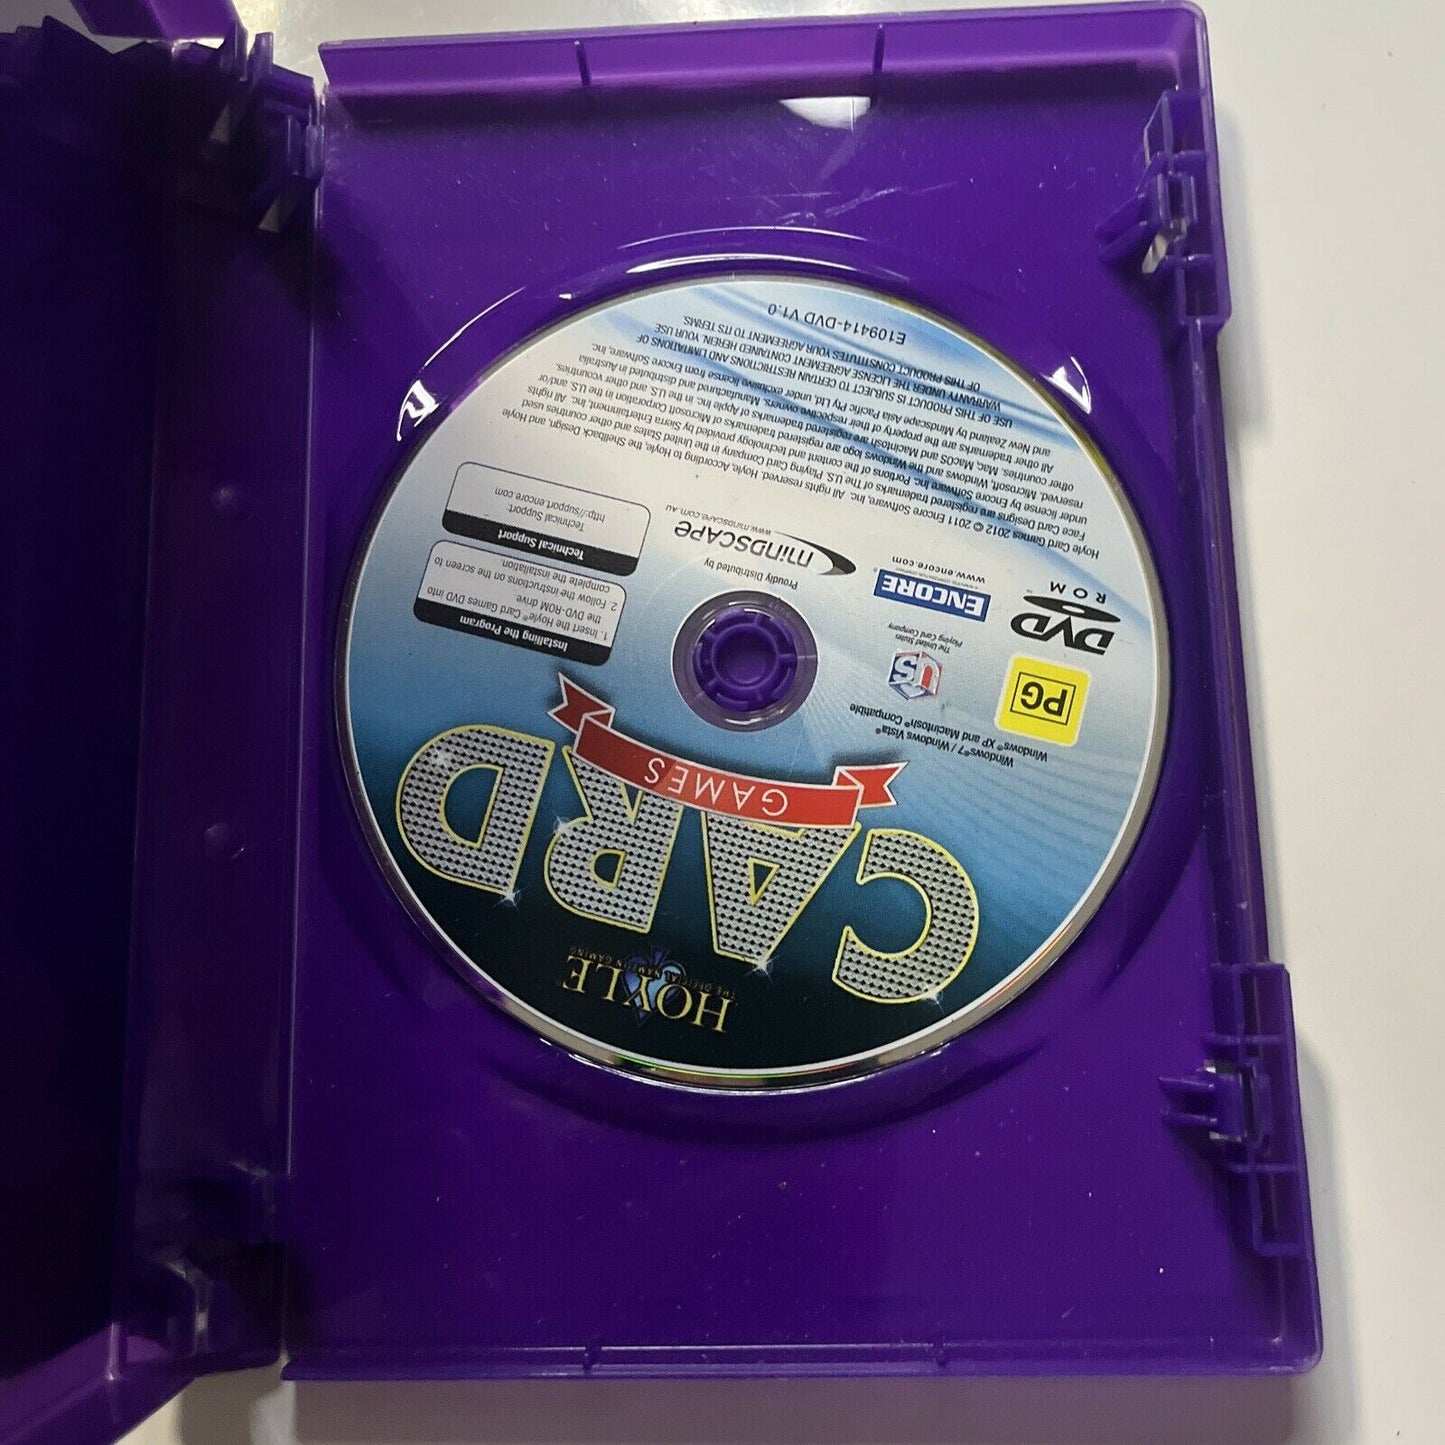 HOYLE
THE OFFICIAL NAME IN GAMING
CARD
GAMES
Windows®7 / Windows Vista®
Windows® XP and Macintosh® Compatible
PG
US
The United States
Playing Card Company
DVD
ROM
ENCORE
www.encore.com
Proudly Distributed by
mindscape
www.mindscape.com.au
Installing the Program
1. Insert the Hoyle® Card Games DVD into
the DVD-ROM drive.
2. Follow the instructions on the screen to
complete the installation.
Technical Support
Technical Support:
http://support.encore.com
Hoyle Card Games 2012 © 2011 Encore Software, Inc. All rights reserved. Hoyle, According to Hoyle, the Shellback Design, and Hoyle
Face Card Designs are registered trademarks of The U.S. Playing Card Company in the United States and other countries used
under license by Encore Software, Inc. Portions of the content and technology provided by Sierra Entertainment, Inc. All rights
reserved. Microsoft, Windows and the Windows logo are registered trademarks of Microsoft Corporation in the U.S. and/or
other countries. Mac, MacOS and Macintosh are registered trademarks of Apple Inc. in the U.S. and other countries.
All other trademarks are the property of their respective owners. Manufactured and distributed in Australia
and New Zealand by Mindscape Asia Pacific Pty Ltd. under exclusive license from Encore Software, Inc.
USE OF THIS PRODUCT IS SUBJECT TO CERTAIN RESTRICTIONS AND LIMITATIONS OF
WARRANTY UNDER THE LICENSE AGREEMENT CONTAINED HEREIN. YOUR USE
OF THIS PRODUCT CONSTITUTES YOUR AGREEMENT TO ITS TERMS.
E109414-DVD V1.0